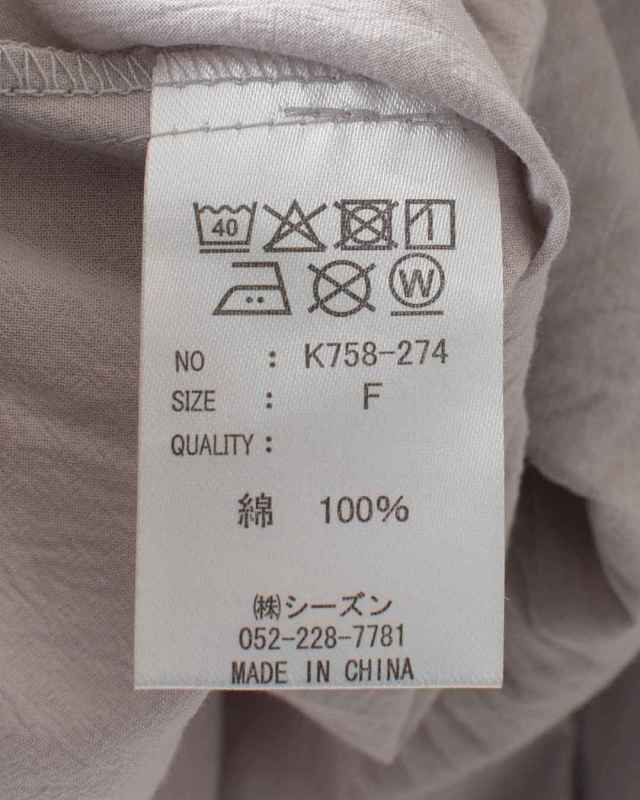 40
W
NO : K758-274
SIZE : F
QUALITY :
綿 100%
㈱シーズン
052-228-7781
MADE IN CHINA